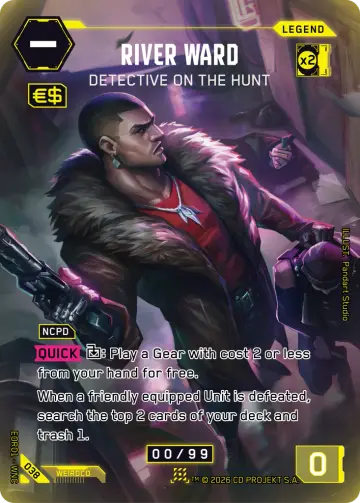 LEGEND
RIVER WARD
DETECTIVE ON THE HUNT
x2
€$
ILLUST. Pandart Studio
NCPD
QUICK : Play a Gear with cost 2 or less
from your hand for free.
When a friendly equipped Unit is defeated,
search the top 2 cards of your deck and
trash 1.
00/99
038
WEIRDCO
™ © 2026 CD PROJEKT S.A.
0